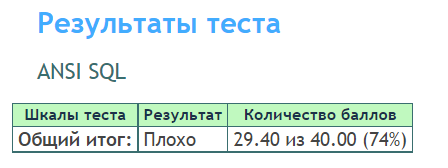 Результаты теста
ANSI SQL
Шкалы теста Результат Количество баллов
Общий итог: Плохо 29.40 из 40.00 (74%)